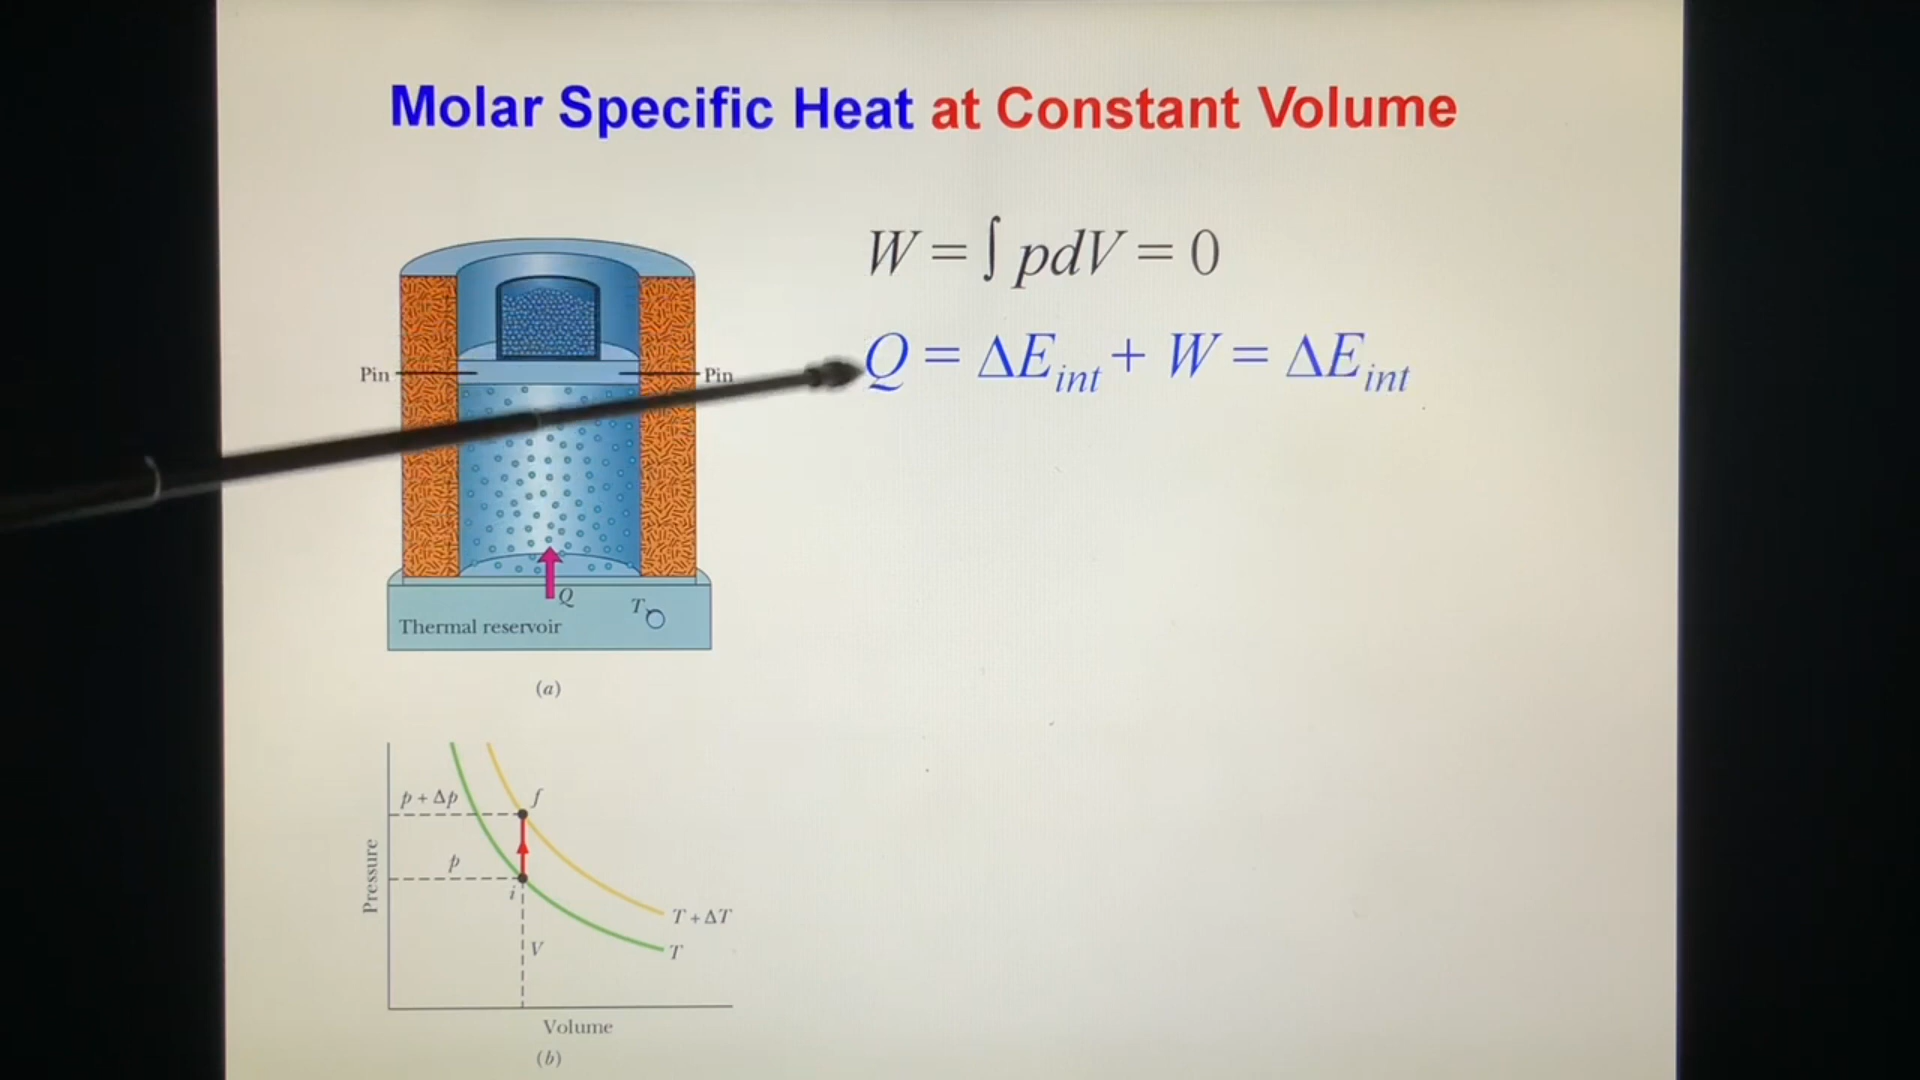 Molar Specific Heat at Constant Volume
W = ∫ pdV = 0
Q = ΔE_int + W = ΔE_int
Pin
Pin
Q
T
Thermal reservoir
(a)
p + Δp
f
p
i
Pressure
T + ΔT
V
T
Volume
(b)